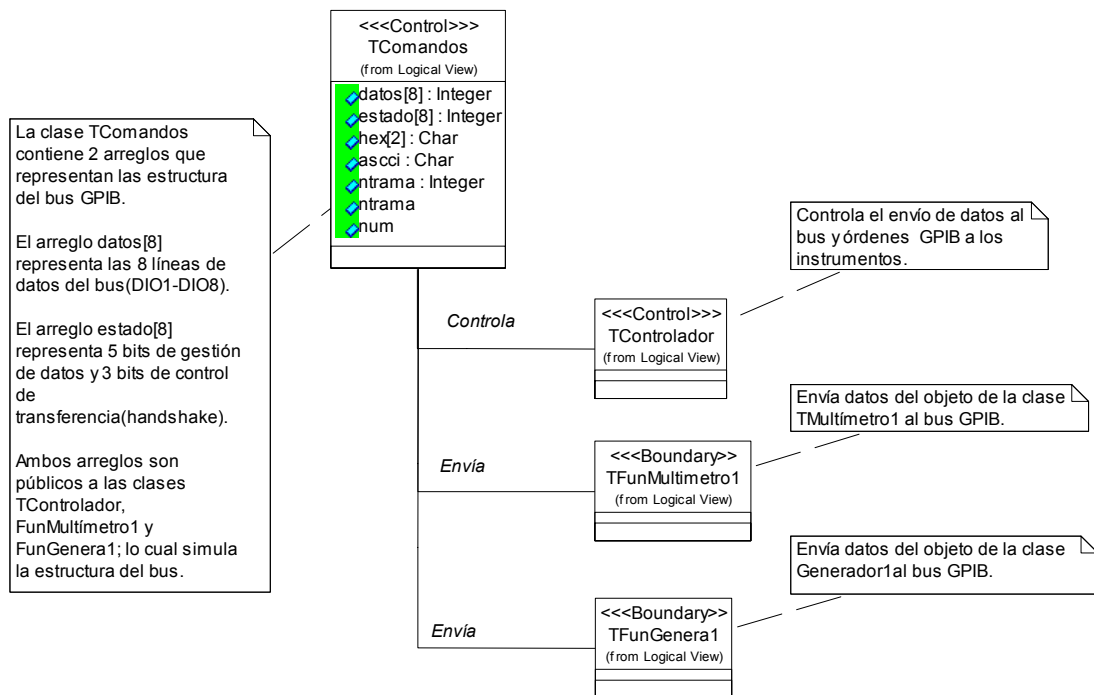 <<<Control>>>
TComandos
(from Logical View)
datos[8] : Integer
estado[8] : Integer
hex[2] : Char
ascci : Char
ntrama : Integer
ntrama
num
La clase TComandos
contiene 2 arreglos que
representan las estructura
del bus GPIB.
El arreglo datos[8]
representa las 8 líneas de
datos del bus(DIO1-DIO8).
El arreglo estado[8]
representa 5 bits de gestión
de datos y 3 bits de control
de
transferencia(handshake).
Ambos arreglos son
públicos a las clases
TControlador,
FunMultímetro1 y
FunGenera1; lo cual simula
la estructura del bus.
Controla
<<<Control>>>
TControlador
(from Logical View)
Controla el envío de datos al
bus y órdenes GPIB a los
instrumentos.
Envía
<<<Boundary>>
TFunMultimetro1
(from Logical View)
Envía datos del objeto de la clase
TMultímetro1 al bus GPIB.
Envía
<<<Boundary>>
TFunGenera1
(from Logical View)
Envía datos del objeto de la clase
Generador1al bus GPIB.